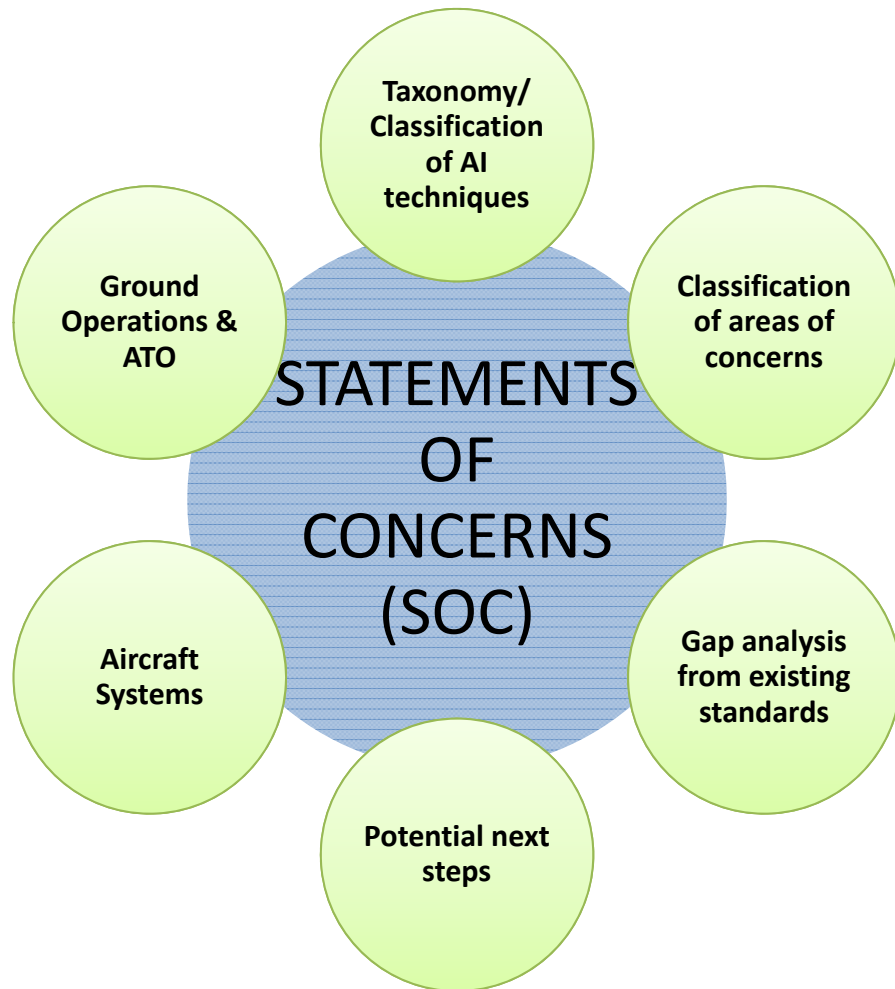 Taxonomy/
Classification
of AI
techniques
Ground
Operations &
ATO
Classification
of areas of
concerns
STATEMENTS
OF
CONCERNS
(SOC)
Aircraft
Systems
Gap analysis
from existing
standards
Potential next
steps